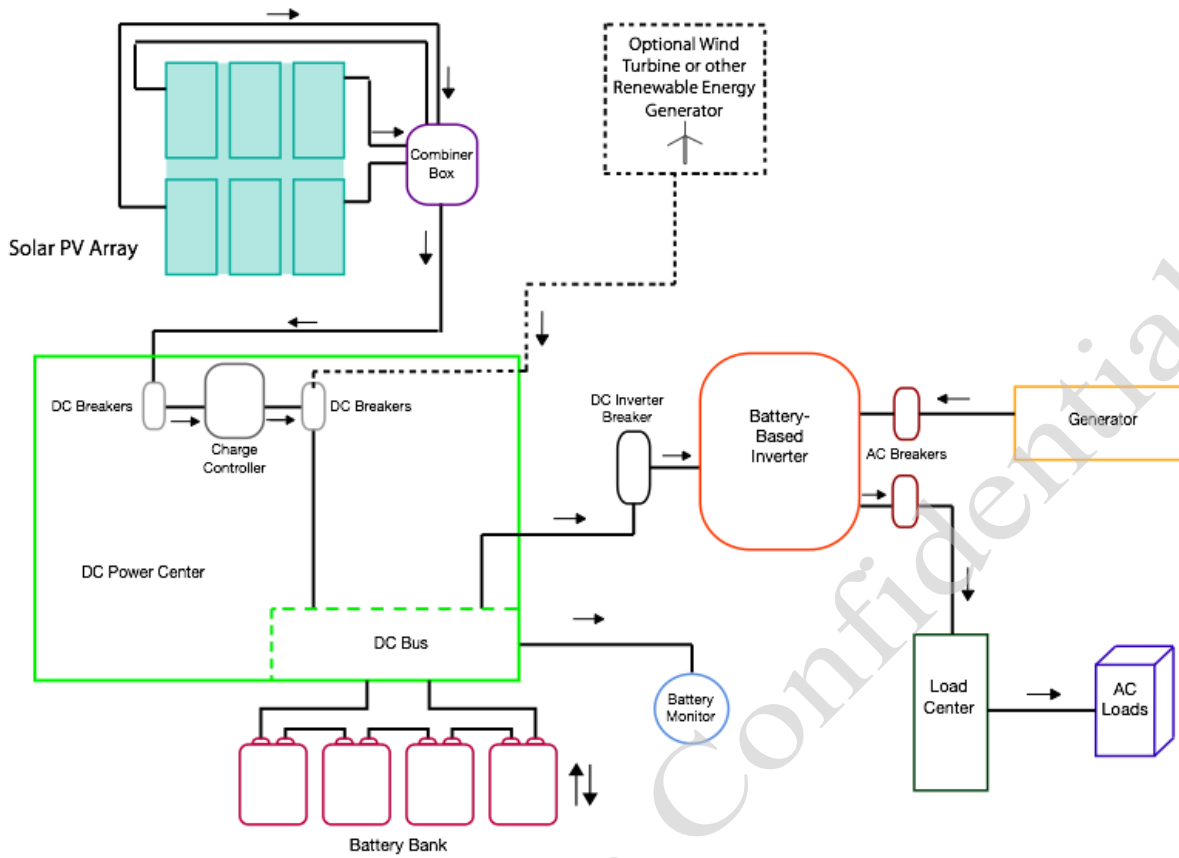 Optional Wind
Turbine or other
Renewable Energy
Generator
Combiner
Box
Solar PV Array
DC Breakers
DC Breakers
Charge
Controller
DC Inverter
Breaker
Battery-
Based
Inverter
AC Breakers
Generator
DC Power Center
DC Bus
Battery
Monitor
Load
Center
AC
Loads
Battery Bank
Confidential